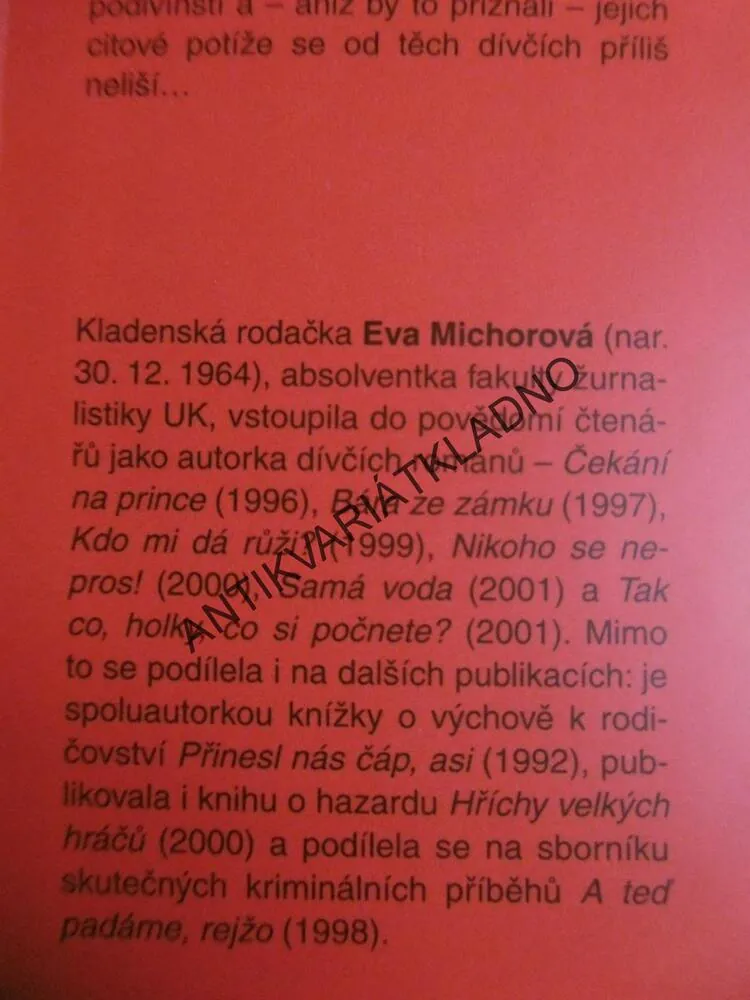 podivínští a – aniž by to přiznali – jejich
citové potíže se od těch dívčích příliš
neliší...
Kladenská rodačka Eva Michorová (nar.
30. 12. 1964), absolventka fakulty žurna-
listiky UK, vstoupila do povědomí čtená-
řů jako autorka dívčích románů – Čekání
na prince (1996), Bára ze zámku (1997),
Kdo mi dá růži? (1999), Nikoho se ne-
pros! (2000), Samá voda (2001) a Tak
co, holky, co si počnete? (2001). Mimo
to se podílela i na dalších publikacích: je
spoluautorkou knížky o výchově k rodi-
čovství Přinesl nás čáp, asi (1992), pub-
likovala i knihu o hazardu Hříchy velkých
hráčů (2000) a podílela se na sborníku
skutečných kriminálních příběhů A teď
padáme, rejžo (1998).
ANTIKVARIÁTKLADNO